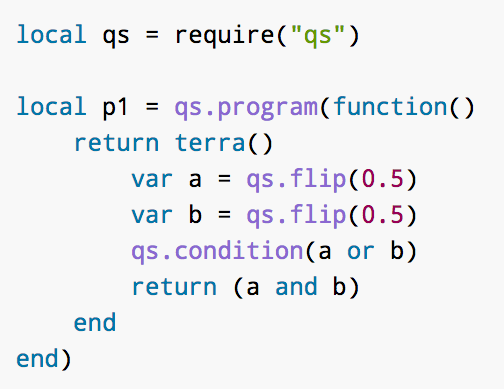 local qs = require("qs")

local p1 = qs.program(function()
    return terra()
        var a = qs.flip(0.5)
        var b = qs.flip(0.5)
        qs.condition(a or b)
        return (a and b)
    end
end)